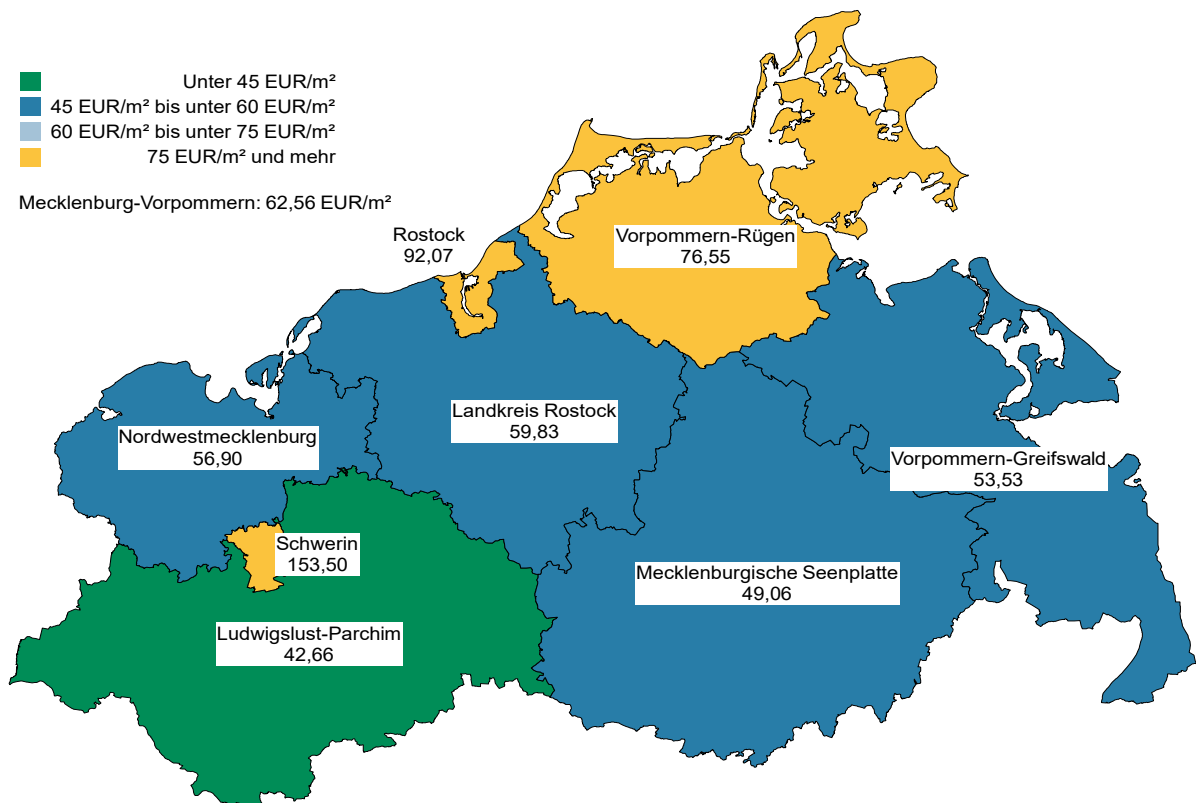 Unter 45 EUR/m²
45 EUR/m² bis unter 60 EUR/m²
60 EUR/m² bis unter 75 EUR/m²
75 EUR/m² und mehr
Mecklenburg-Vorpommern: 62,56 EUR/m²
Rostock
92,07
Vorpommern-Rügen
76,55
Landkreis Rostock
59,83
Nordwestmecklenburg
56,90
Vorpommern-Greifswald
53,53
Schwerin
153,50
Mecklenburgische Seenplatte
49,06
Ludwigslust-Parchim
42,66